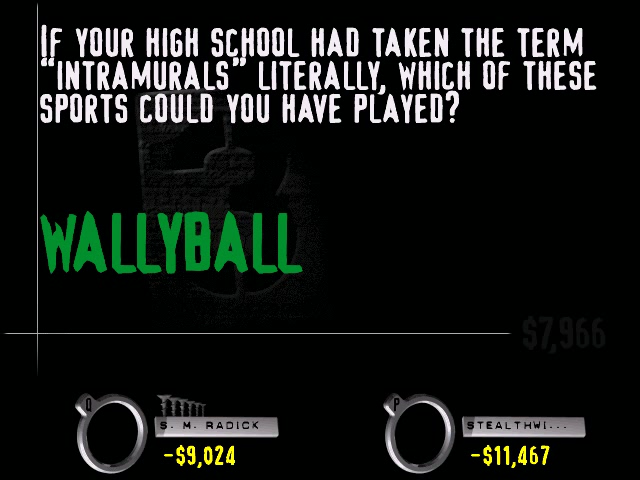 IF YOUR HIGH SCHOOL HAD TAKEN THE TERM
“INTRAMURALS” LITERALLY, WHICH OF THESE
SPORTS COULD YOU HAVE PLAYED?
WALLYBALL
$7,966
Q
S. M. RADICK
-$9,024
P
STEALTHWI...
-$11,467